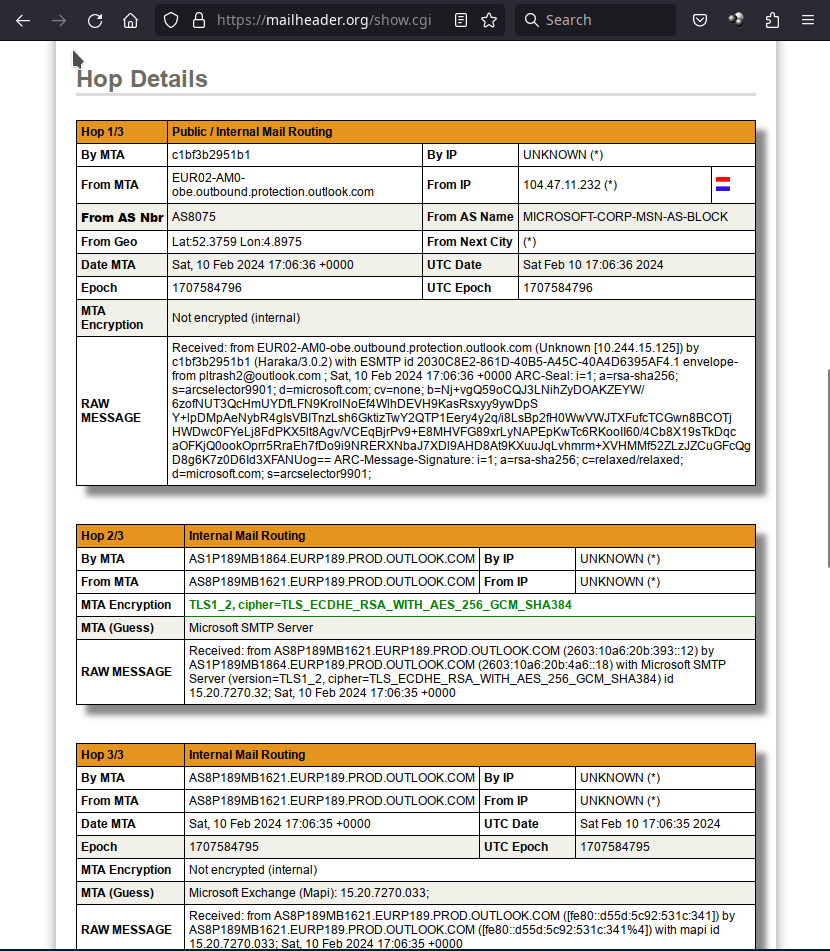 https://mailheader.org/show.cgi
Search
Hop Details
Hop 1/3 Public / Internal Mail Routing
By MTA c1bf3b2951b1 By IP UNKNOWN (*)
From MTA EUR02-AM0-
obe.outbound.protection.outlook.com From IP 104.47.11.232 (*)
From AS Nbr AS8075 From AS Name MICROSOFT-CORP-MSN-AS-BLOCK
From Geo Lat:52.3759 Lon:4.8975 From Next City (*)
Date MTA Sat, 10 Feb 2024 17:06:36 +0000 UTC Date Sat Feb 10 17:06:36 2024
Epoch 1707584796 UTC Epoch 1707584796
MTA
Encryption Not encrypted (internal)
RAW
MESSAGE
Received: from EUR02-AM0-obe.outbound.protection.outlook.com (Unknown [10.244.15.125]) by
c1bf3b2951b1 (Haraka/3.0.2) with ESMTP id 2030C8E2-861D-40B5-A45C-40A4D6395AF4.1 envelope-
from pltrash2@outlook.com ; Sat, 10 Feb 2024 17:06:36 +0000 ARC-Seal: i=1; a=rsa-sha256;
s=arcselector9901; d=microsoft.com; cv=none; b=Nj+vgQ59oCQJ3LNihZyDOAKZEYW/
6zofNUT3QcHmUYDfLFN9KrolNoEf4WlhDEVH9KasRsxyy9ywDpS
Y+IpDMpAeNybR4gIsVBITnzLsh6GktizTwY2QTP1Eery4y2q/i8LsBp2fH0WwVWJTXFufcTCGwn8BCOTj
HWDwc0FYeLj8FdPKX5It8Agv/VCEqBjrPv9+E8MHVFG89xrLyNAPEpKwTc6RKooIl60/4Cb8X19sTkDqc
aOFKjQ0ookOprr5RraEh7fDo9i9NRERXNbaJ7XDI9AHD8At9KXuuJqLvhmrm+XVHMMf52ZLzJZCuGFcQg
D8g6K7z0D6Id3XFANUog== ARC-Message-Signature: i=1; a=rsa-sha256; c=relaxed/relaxed;
d=microsoft.com; s=arcselector9901;
Hop 2/3 Internal Mail Routing
By MTA AS1P189MB1864.EURP189.PROD.OUTLOOK.COM By IP UNKNOWN (*)
From MTA AS8P189MB1621.EURP189.PROD.OUTLOOK.COM From IP UNKNOWN (*)
MTA Encryption TLS1_2, cipher=TLS_ECDHE_RSA_WITH_AES_256_GCM_SHA384
MTA (Guess) Microsoft SMTP Server
RAW MESSAGE
Received: from AS8P189MB1621.EURP189.PROD.OUTLOOK.COM (2603:10a6:20b:393::12) by
AS1P189MB1864.EURP189.PROD.OUTLOOK.COM (2603:10a6:20b:4a6::18) with Microsoft SMTP
Server (version=TLS1_2, cipher=TLS_ECDHE_RSA_WITH_AES_256_GCM_SHA384) id
15.20.7270.32; Sat, 10 Feb 2024 17:06:35 +0000
Hop 3/3 Internal Mail Routing
By MTA AS8P189MB1621.EURP189.PROD.OUTLOOK.COM By IP UNKNOWN (*)
From MTA AS8P189MB1621.EURP189.PROD.OUTLOOK.COM From IP UNKNOWN (*)
Date MTA Sat, 10 Feb 2024 17:06:35 +0000 UTC Date Sat Feb 10 17:06:35 2024
Epoch 1707584795 UTC Epoch 1707584795
MTA Encryption Not encrypted (internal)
MTA (Guess) Microsoft Exchange (Mapi): 15.20.7270.033;
RAW MESSAGE
Received: from AS8P189MB1621.EURP189.PROD.OUTLOOK.COM ([fe80::d55d:5c92:531c:341]) by
AS8P189MB1621.EURP189.PROD.OUTLOOK.COM ([fe80::d55d:5c92:531c:341%4]) with mapi id
15.20.7270.033; Sat, 10 Feb 2024 17:06:35 +0000